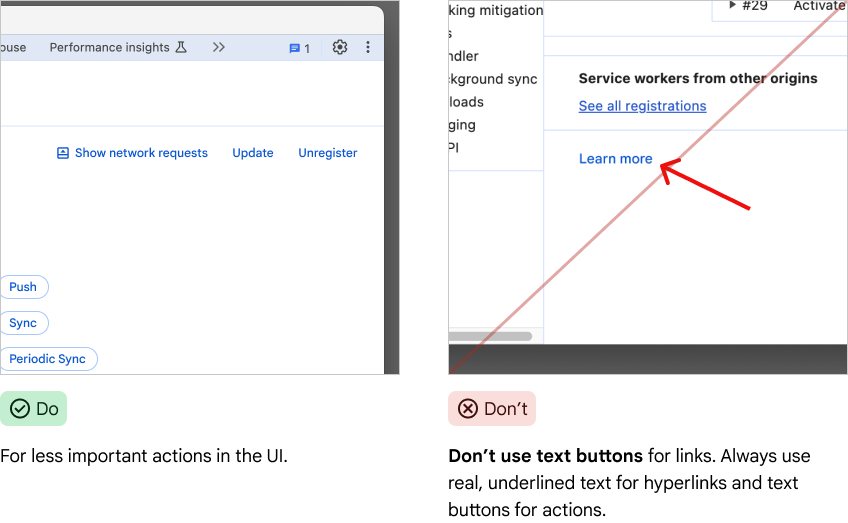 ouse Performance insights 1
Show network requests Update Unregister
Push
Sync
Periodic Sync
Do
For less important actions in the UI.
king mitigation
s
ndler
kground sync
loads
ging
PI
#29 Activate
Service workers from other origins
See all registrations
Learn more
Don’t
Don’t use text buttons for links. Always use
real, underlined text for hyperlinks and text
buttons for actions.